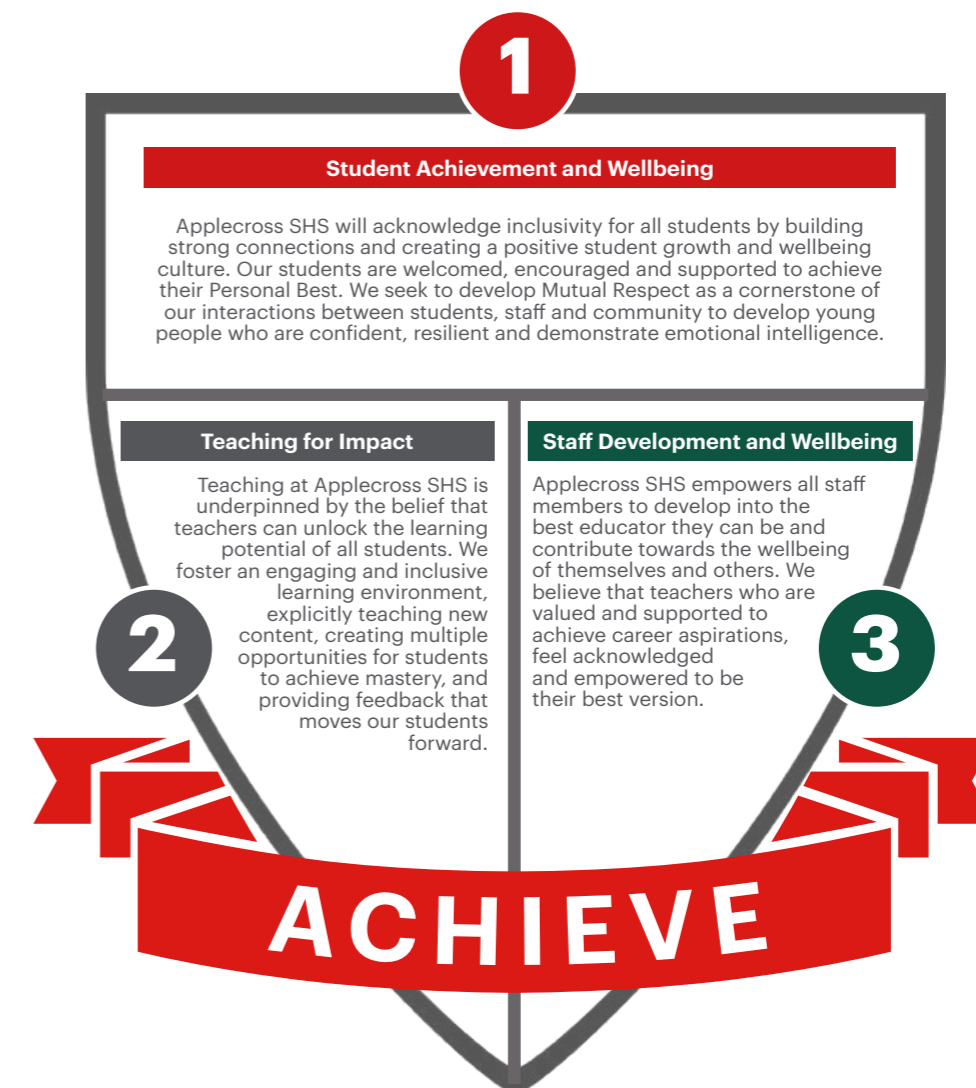 1
Student Achievement and Wellbeing
Applecross SHS will acknowledge inclusivity for all students by building
strong connections and creating a positive student growth and wellbeing
culture. Our students are welcomed, encouraged and supported to achieve
their Personal Best. We seek to develop Mutual Respect as a cornerstone of
our interactions between students, staff and community to develop young
people who are confident, resilient and demonstrate emotional intelligence.
Teaching for Impact
Teaching at Applecross SHS is
underpinned by the belief that
teachers can unlock the learning
potential of all students. We
foster an engaging and inclusive
learning environment,
explicitly teaching new
content, creating multiple
opportunities for students
to achieve mastery, and
providing feedback that
moves our students
forward.
2
Staff Development and Wellbeing
Applecross SHS empowers all staff
members to develop into the
best educator they can be and
contribute towards the wellbeing
of themselves and others. We
believe that teachers who are
valued and supported to
achieve career aspirations,
feel acknowledged
and empowered to be
their best version.
3
ACHIEVE